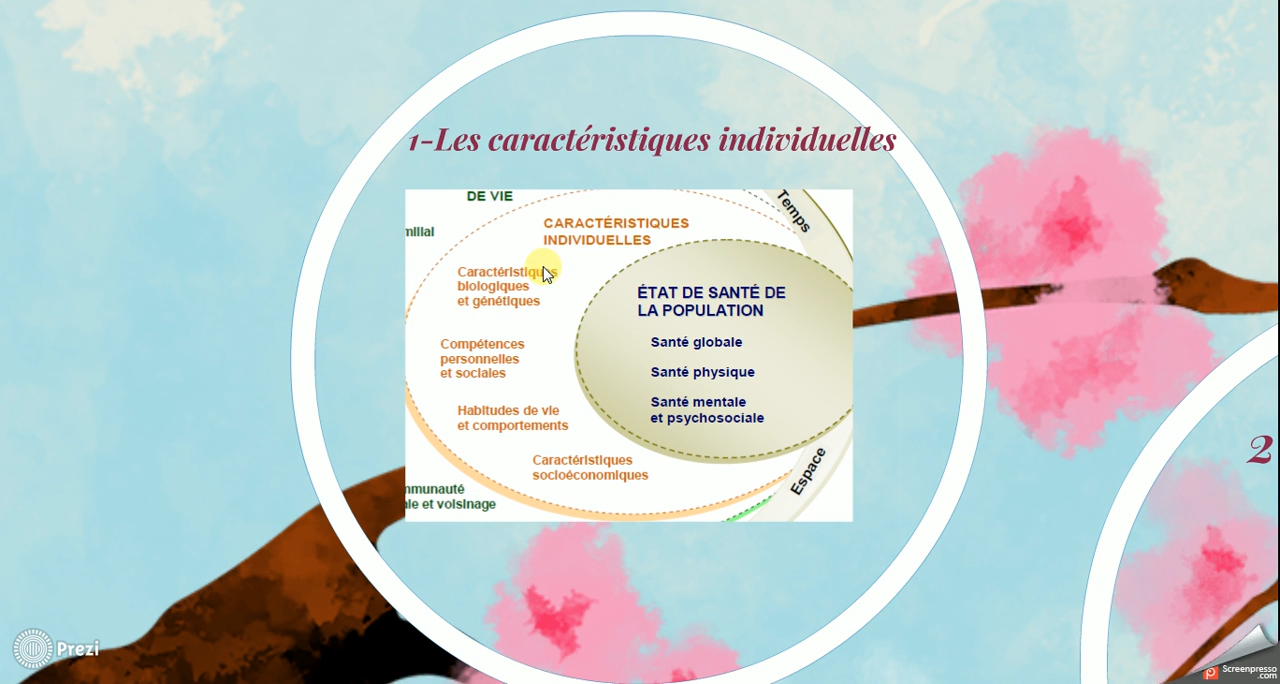 1-Les caractéristiques individuelles
DE VIE
milial
CARACTÉRISTIQUES
INDIVIDUELLES
Temps
Caractéristiques
biologiques
et génétiques
ÉTAT DE SANTÉ DE
LA POPULATION
Santé globale
Compétences
personnelles
et sociales
Santé physique
Santé mentale
et psychosociale
Habitudes de vie
et comportements
Caractéristiques
socioéconomiques
Espace
mmunauté
ale et voisinage
2
Prezi
Screenpresso
.com